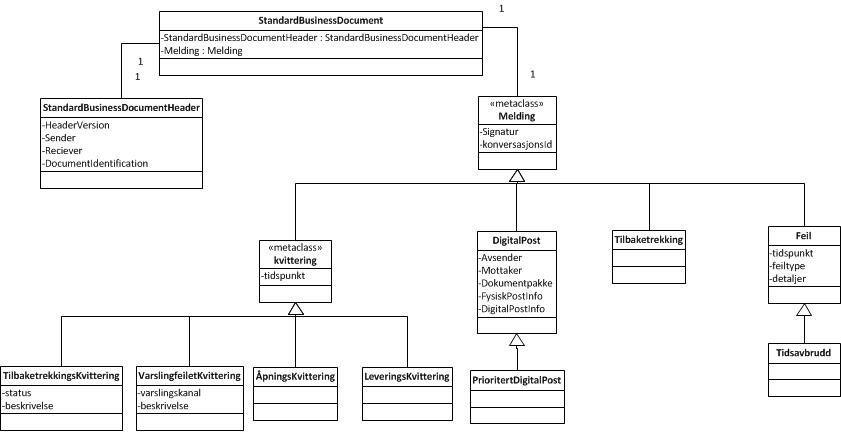 StandardBusinessDocument
-StandardBusinessDocumentHeader : StandardBusinessDocumentHeader
-Melding : Melding
1
1
1
1
StandardBusinessDocumentHeader
-HeaderVersion
-Sender
-Reciever
-DocumentIdentification
«metaclass»
Melding
-Signatur
-konversasjonsId
«metaclass»
kvittering
-tidspunkt
DigitalPost
-Avsender
-Mottaker
-Dokumentpakke
-FysiskPostInfo
-DigitalPostInfo
Tilbaketrekking
Feil
-tidspunkt
-feiltype
-detaljer
TilbaketrekkingsKvittering
-status
-beskrivelse
VarslingfeiletKvittering
-varslingskanal
-beskrivelse
ÅpningsKvittering
LeveringsKvittering
PrioritertDigitalPost
Tidsavbrudd